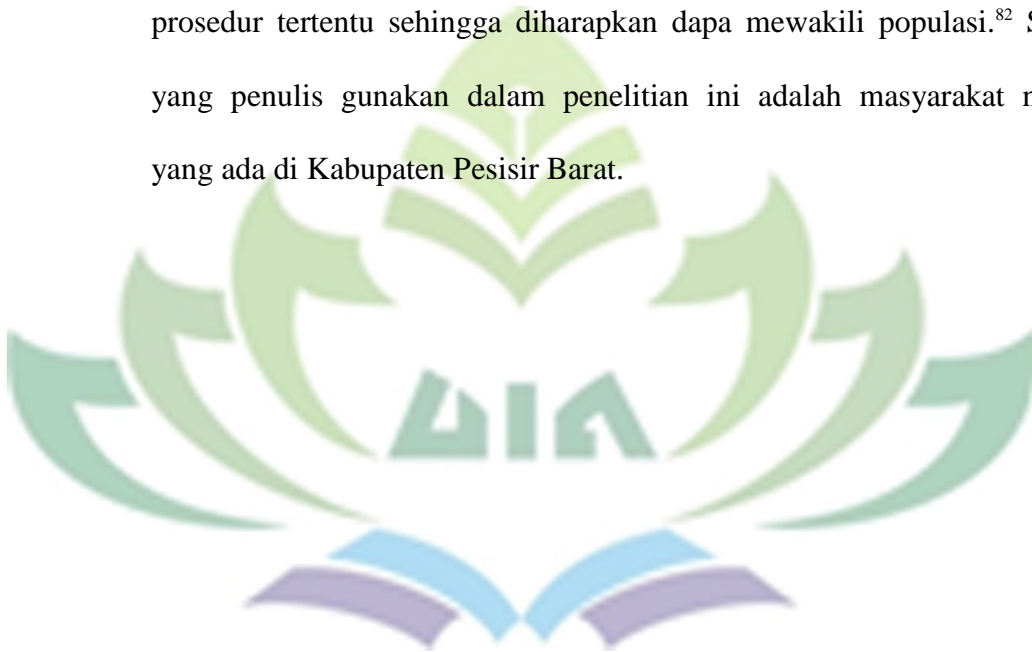 prosedur tertentu sehingga diharapkan dapa mewakili populasi.⁸²
yang penulis gunakan dalam penelitian ini adalah masyarakat
yang ada di Kabupaten Pesisir Barat.
UIN